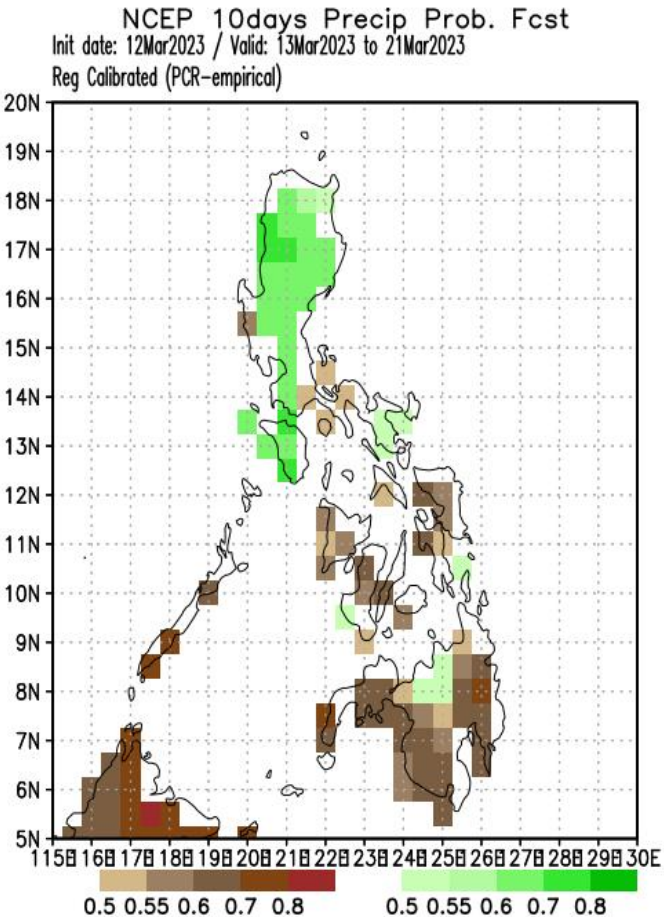 NCEP 10days Precip Prob. Fcst
Init date: 12Mar2023 / Valid: 13Mar2023 to 21Mar2023
Reg Calibrated (PCR-empirical)
20N
19N
18N
17N
16N
15N
14N
13N
12N
11N
10N
9N
8N
7N
6N
5N
115E 116E 117E 118E 119E 120E 121E 122E 123E 124E 125E 126E 127E 128E 129E 130E
0.5 0.55 0.6 0.7 0.8 0.5 0.55 0.6 0.7 0.8